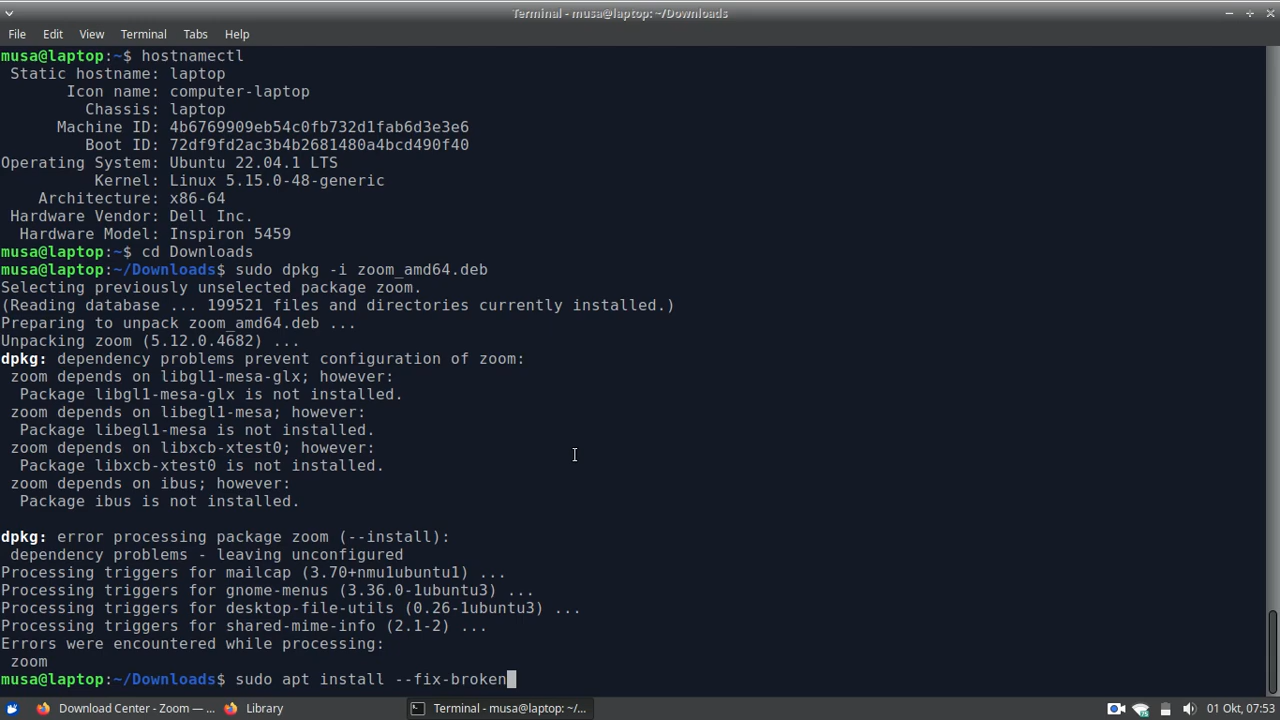 Terminal - musa@laptop: ~/Downloads
File Edit View Terminal Tabs Help
musa@laptop:~$ hostnamectl
Static hostname: laptop
Icon name: computer-laptop
Chassis: laptop
Machine ID: 4b6769909eb54c0fb732d1fab6d3e3e6
Boot ID: 72df9fd2ac3b4b2681480a4bcd490f40
Operating System: Ubuntu 22.04.1 LTS
Kernel: Linux 5.15.0-48-generic
Architecture: x86-64
Hardware Vendor: Dell Inc.
Hardware Model: Inspiron 5459
musa@laptop:~$ cd Downloads
musa@laptop:~/Downloads$ sudo dpkg -i zoom_amd64.deb
Selecting previously unselected package zoom.
(Reading database ... 199521 files and directories currently installed.)
Preparing to unpack zoom_amd64.deb ...
Unpacking zoom (5.12.0.4682) ...
dpkg: dependency problems prevent configuration of zoom:
zoom depends on libgl1-mesa-glx; however:
Package libgl1-mesa-glx is not installed.
zoom depends on libegl1-mesa; however:
Package libegl1-mesa is not installed.
zoom depends on libxcb-xtest0; however:
Package libxcb-xtest0 is not installed.
zoom depends on ibus; however:
Package ibus is not installed.
dpkg: error processing package zoom (--install):
dependency problems - leaving unconfigured
Processing triggers for mailcap (3.70+nmu1ubuntu1) ...
Processing triggers for gnome-menus (3.36.0-1ubuntu3) ...
Processing triggers for desktop-file-utils (0.26-1ubuntu3) ...
Processing triggers for shared-mime-info (2.1-2) ...
Errors were encountered while processing:
zoom
musa@laptop:~/Downloads$ sudo apt install --fix-broken
Download Center - Zoom — ... Library Terminal - musa@laptop: ~/... 01 Okt, 07:53